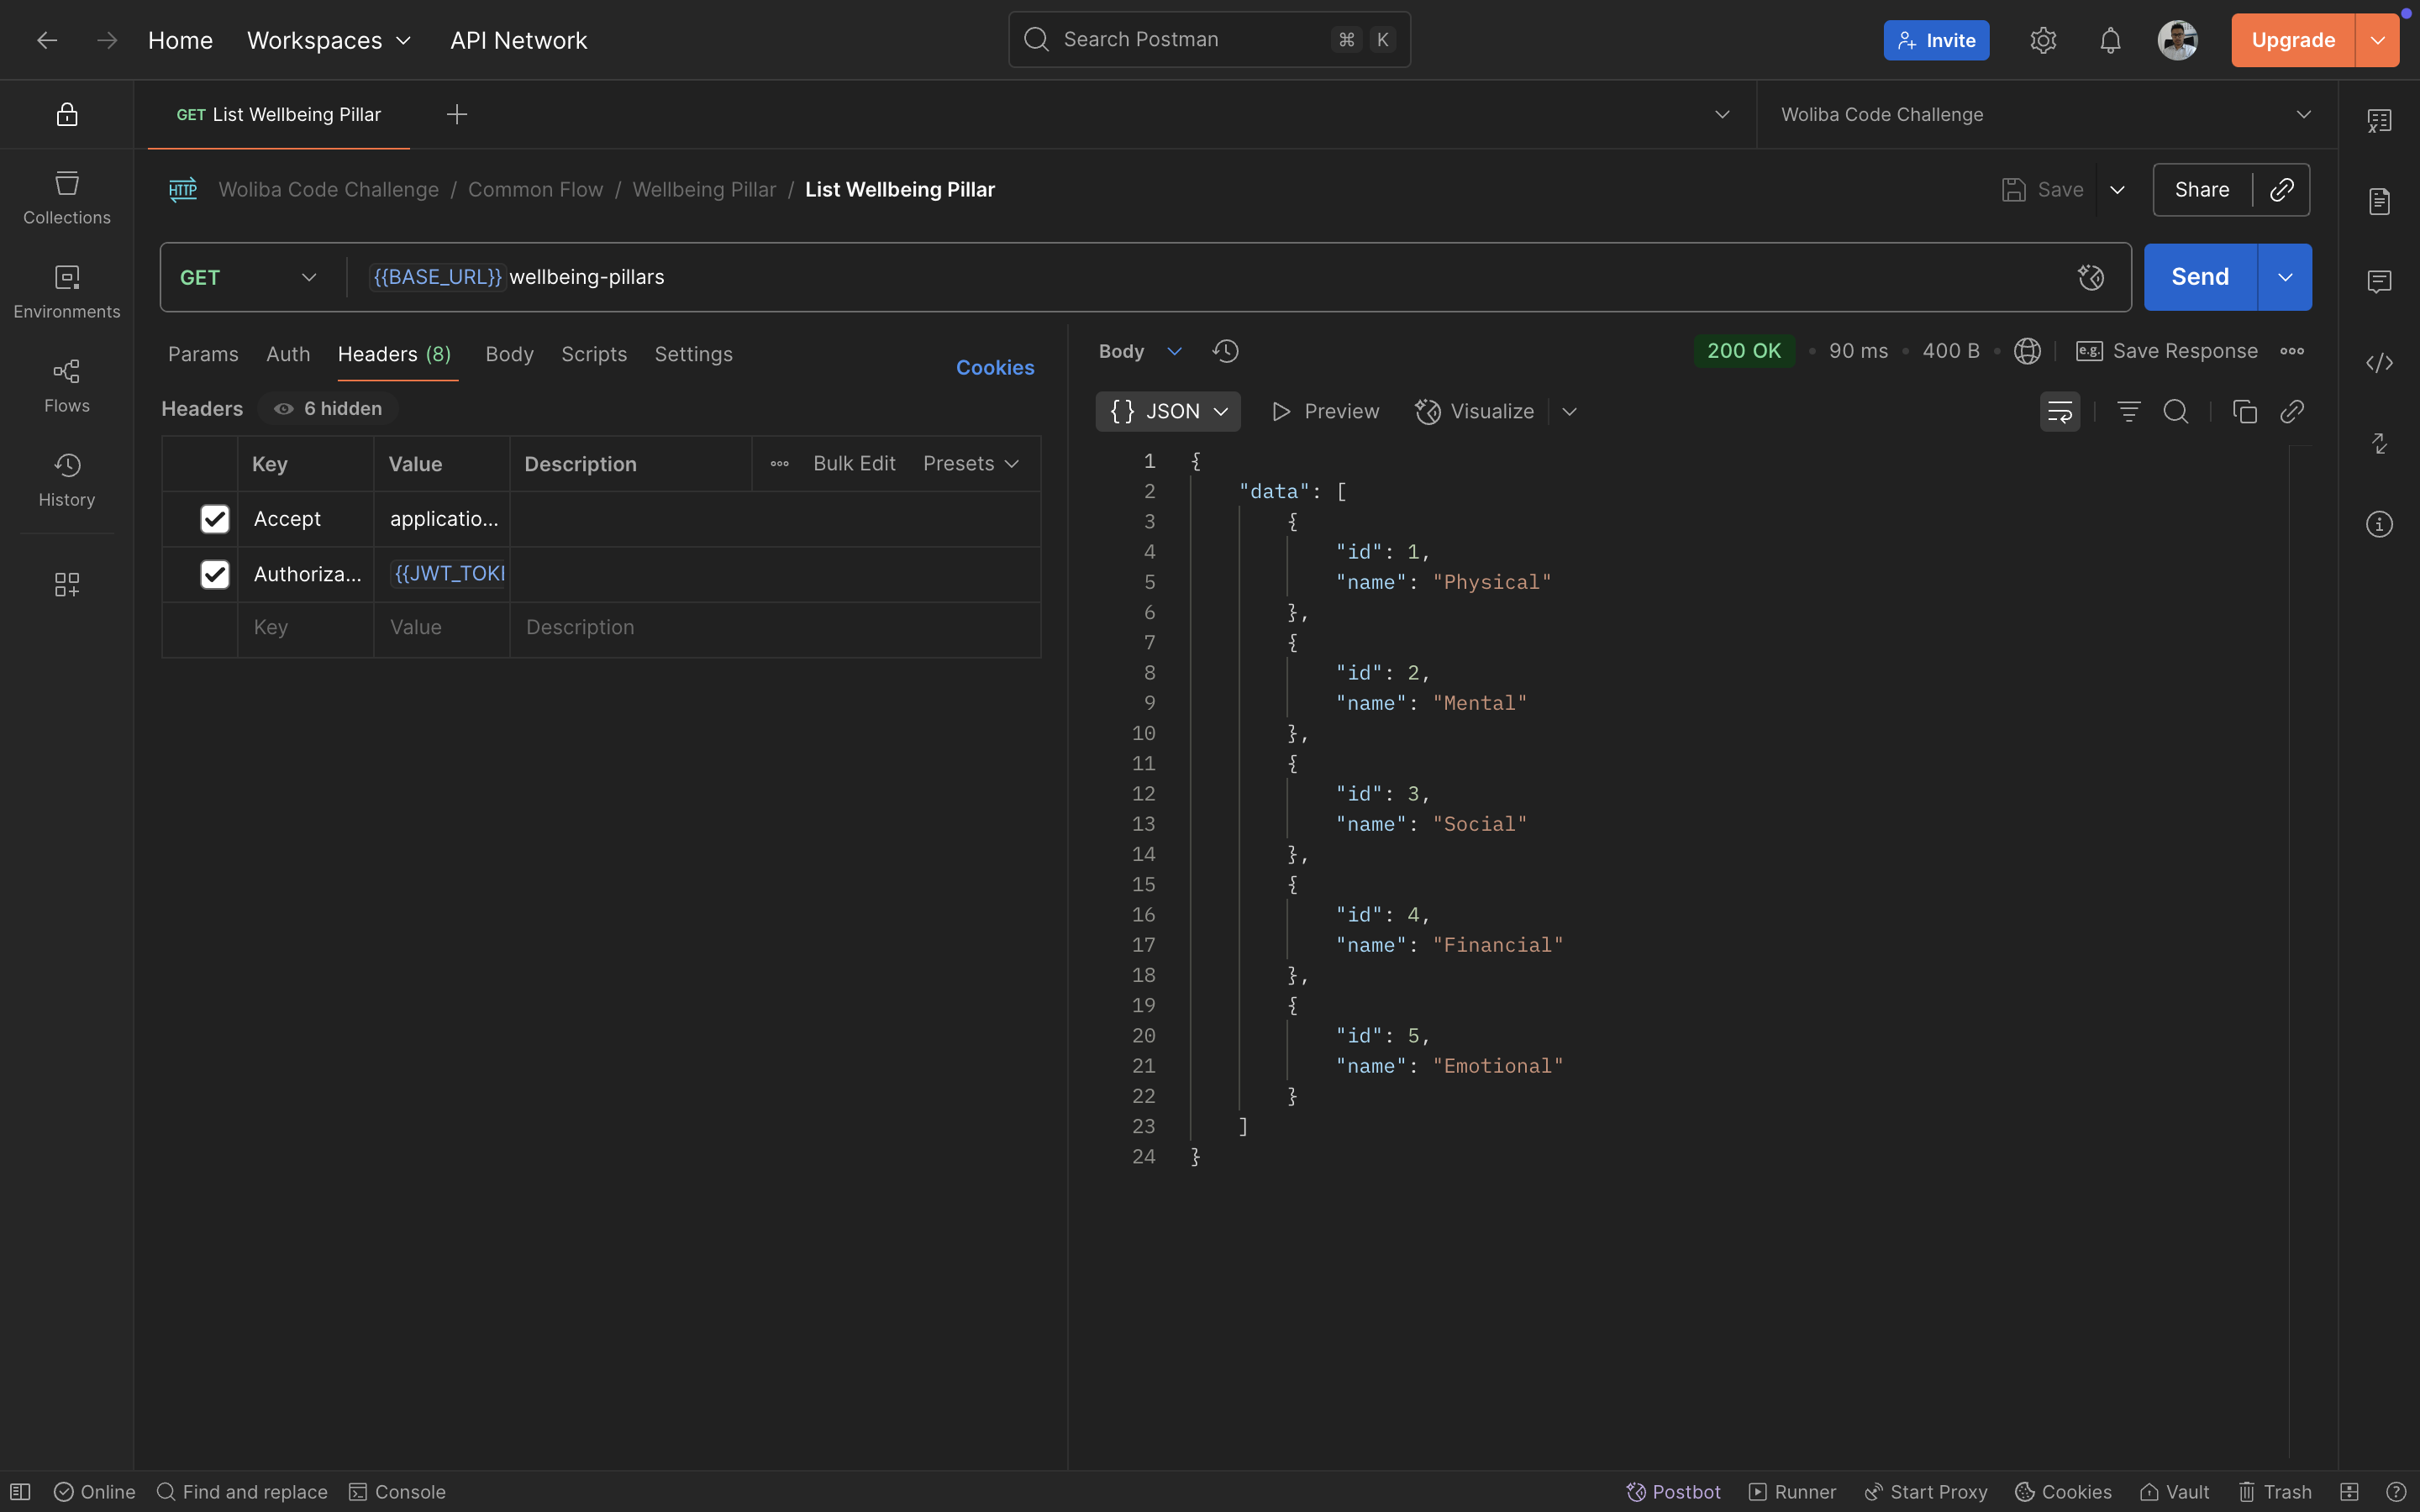 Home Workspaces API Network Search Postman ⌘ K Invite Upgrade
GET List Wellbeing Pillar Woliba Code Challenge
HTTP Woliba Code Challenge / Common Flow / Wellbeing Pillar / List Wellbeing Pillar Save Share
GET {{BASE_URL}} wellbeing-pillars Send
Collections
Environments
Flows
History
Params Auth Headers (8) Body Scripts Settings Cookies
Headers 6 hidden
Key Value Description Bulk Edit Presets
Accept applicatio...
Authoriza... {{JWT_TOKI
Key Value Description
Body 200 OK • 90 ms • 400 B • e.g. Save Response
{ } JSON Preview Visualize
1 {
2 "data": [
3 {
4 "id": 1,
5 "name": "Physical"
6 },
7 {
8 "id": 2,
9 "name": "Mental"
10 },
11 {
12 "id": 3,
13 "name": "Social"
14 },
15 {
16 "id": 4,
17 "name": "Financial"
18 },
19 {
20 "id": 5,
21 "name": "Emotional"
22 }
23 ]
24 }
Online Find and replace Console Postbot Runner Start Proxy Cookies Vault Trash